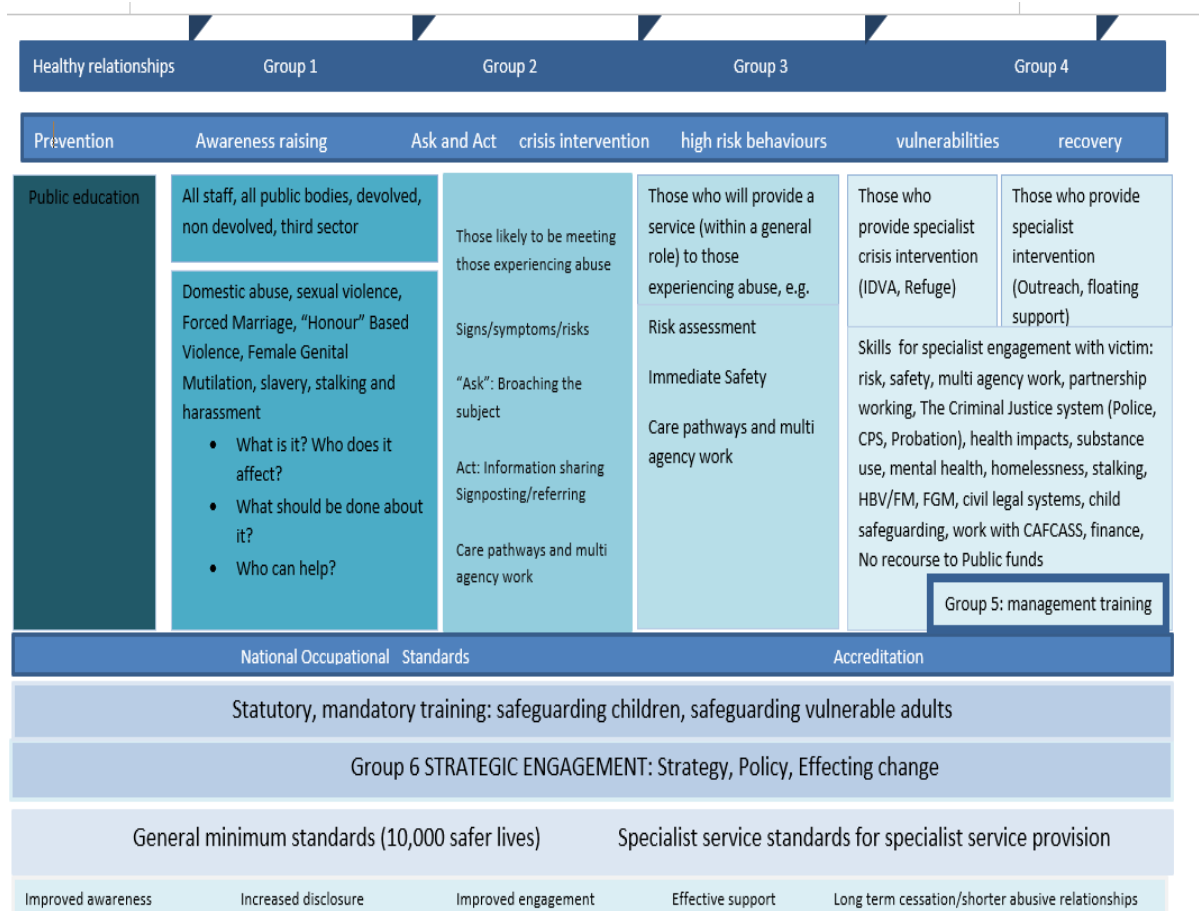 Healthy relationships Group 1 Group 2 Group 3 Group 4
Prevention Awareness raising Ask and Act crisis intervention high risk behaviours vulnerabilities recovery
Public education
All staff, all public bodies, devolved,
non devolved, third sector
Domestic abuse, sexual violence,
Forced Marriage, “Honour” Based
Violence, Female Genital
Mutilation, slavery, stalking and
harassment
• What is it? Who does it
affect?
• What should be done about
it?
• Who can help?
Those likely to be meeting
those experiencing abuse
Signs/symptoms/risks
“Ask”: Broaching the
subject
Act: Information sharing
Signposting/referring
Care pathways and multi
agency work
Those who will provide a
service (within a general
role) to those
experiencing abuse, e.g.
Risk assessment
Immediate Safety
Care pathways and multi
agency work
Those who
provide specialist
crisis intervention
(IDVA, Refuge)
Those who provide
specialist
intervention
(Outreach, floating
support)
Skills for specialist engagement with victim:
risk, safety, multi agency work, partnership
working, The Criminal Justice system (Police,
CPS, Probation), health impacts, substance
use, mental health, homelessness, stalking,
HBV/FM, FGM, civil legal systems, child
safeguarding, work with CAFCASS, finance,
No recourse to Public funds
Group 5: management training
National Occupational Standards Accreditation
Statutory, mandatory training: safeguarding children, safeguarding vulnerable adults
Group 6 STRATEGIC ENGAGEMENT: Strategy, Policy, Effecting change
General minimum standards (10,000 safer lives) Specialist service standards for specialist service provision
Improved awareness Increased disclosure Improved engagement Effective support Long term cessation/shorter abusive relationships